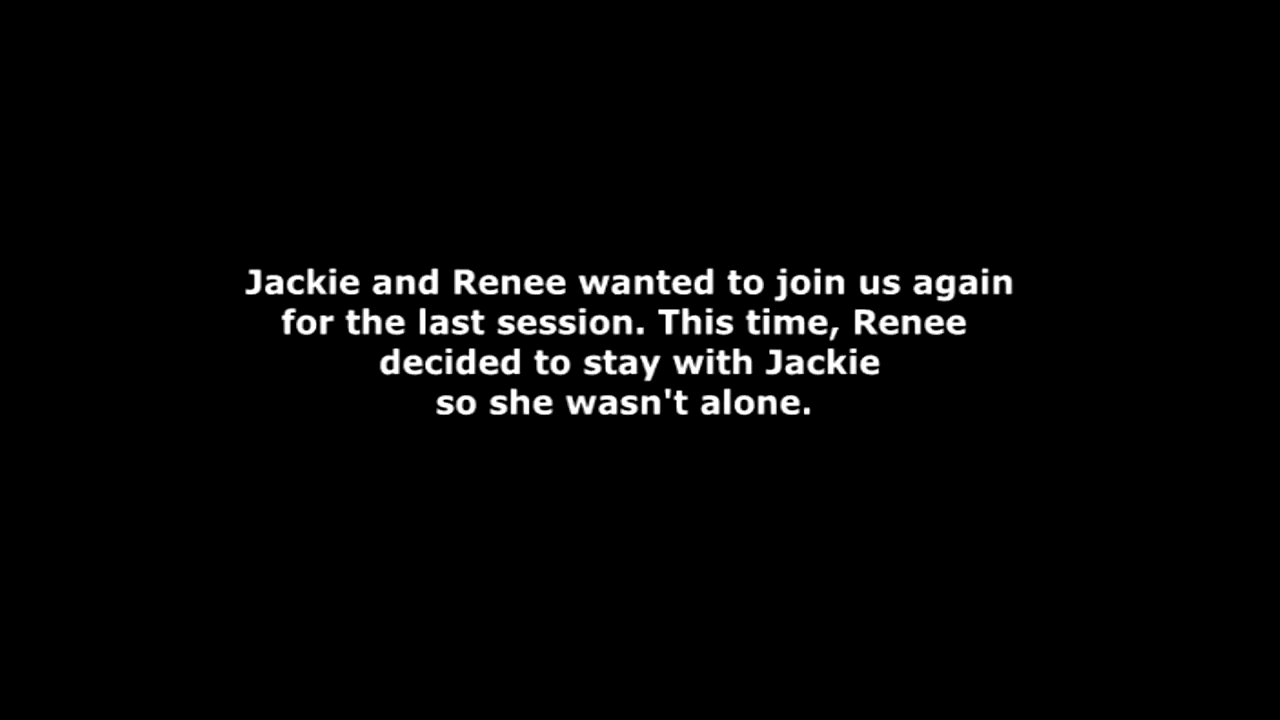 Jackie and Renee wanted to join us again
for the last session. This time, Renee
decided to stay with Jackie
so she wasn't alone.